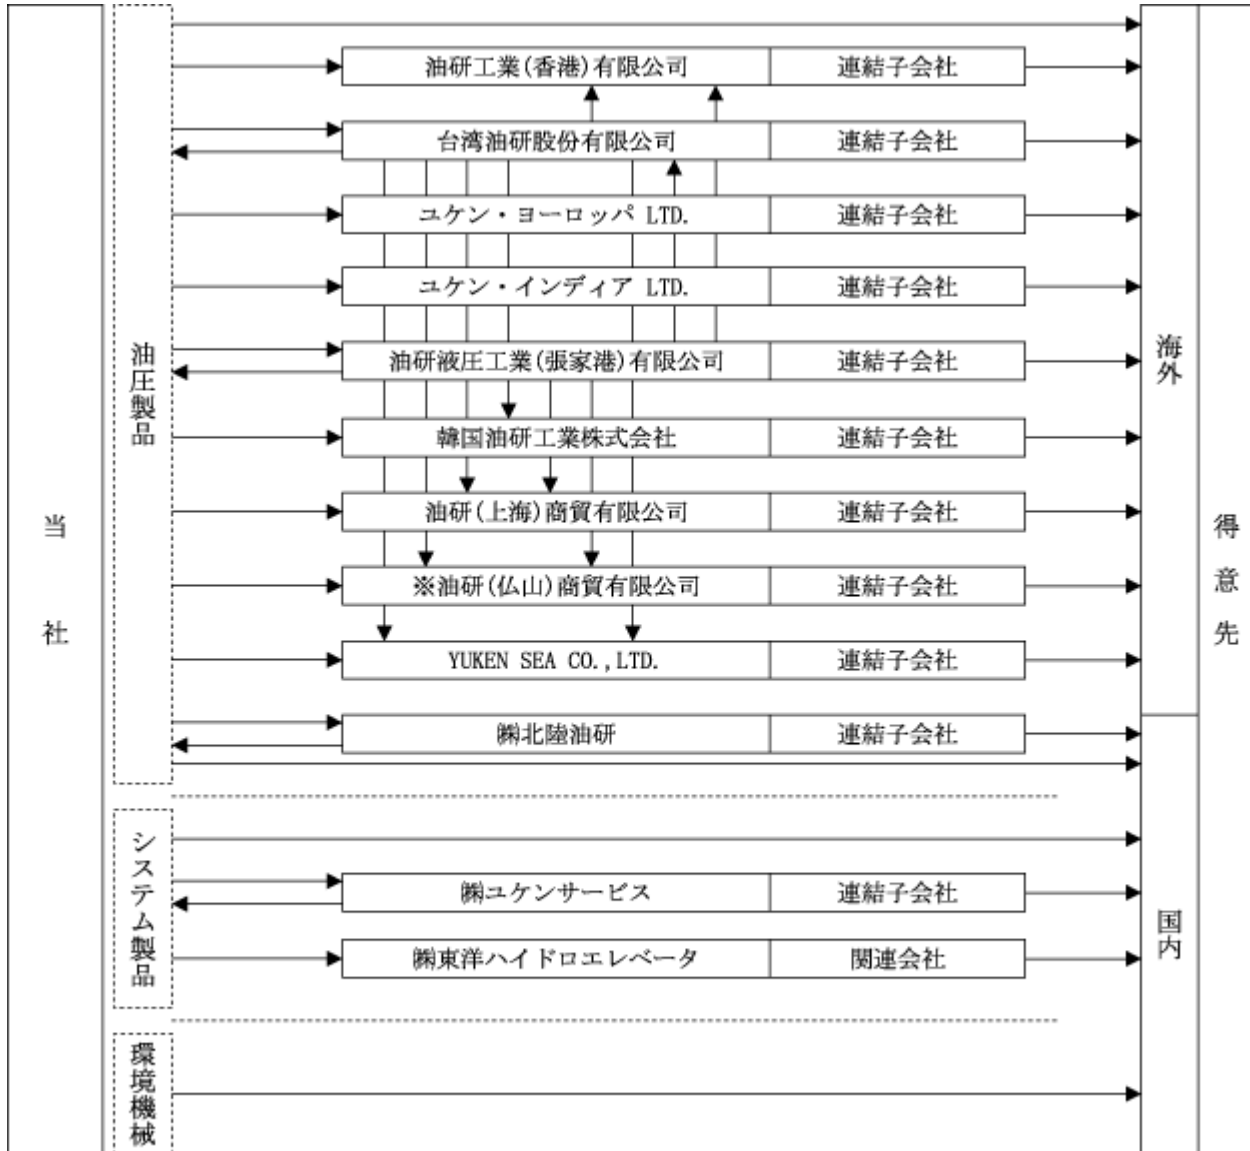 当社
油圧製品
油研工業(香港)有限公司 連結子会社
台湾油研股份有限公司 連結子会社
ユケン・ヨーロッパ LTD. 連結子会社
ユケン・インディア LTD. 連結子会社
油研液圧工業(張家港)有限公司 連結子会社
韓国油研工業株式会社 連結子会社
油研(上海)商貿有限公司 連結子会社
※油研(仏山)商貿有限公司 連結子会社
YUKEN SEA CO.,LTD. 連結子会社
㈱北陸油研 連結子会社
システム製品
㈱ユケンサービス 連結子会社
㈱東洋ハイドロエレベータ 関連会社
環境機械
海外
国内
得意先